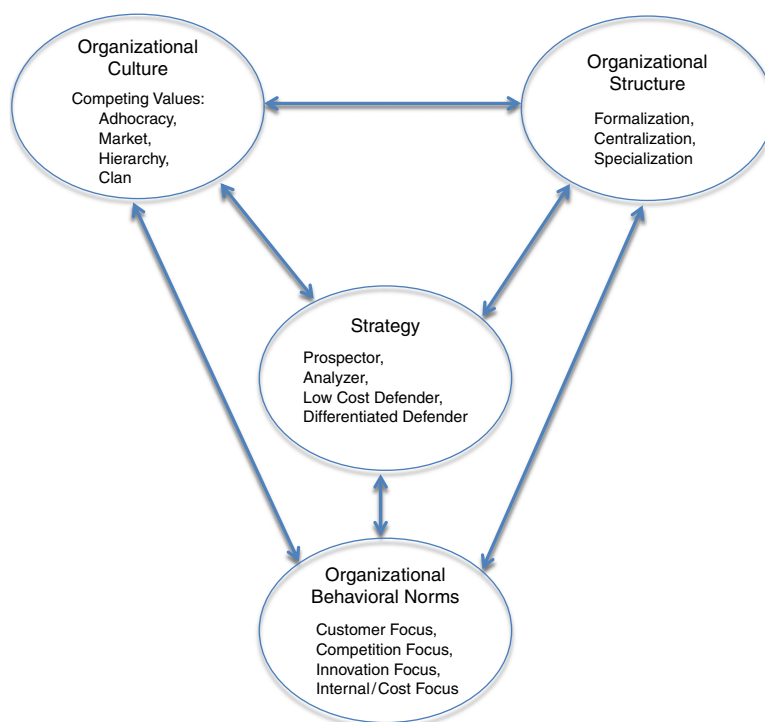 Organizational
Culture
Competing Values:
Adhocracy,
Market,
Hierarchy,
Clan
Organizational
Structure
Formalization,
Centralization,
Specialization
Strategy
Prospector,
Analyzer,
Low Cost Defender,
Differentiated Defender
Organizational
Behavioral Norms
Customer Focus,
Competition Focus,
Innovation Focus,
Internal/Cost Focus